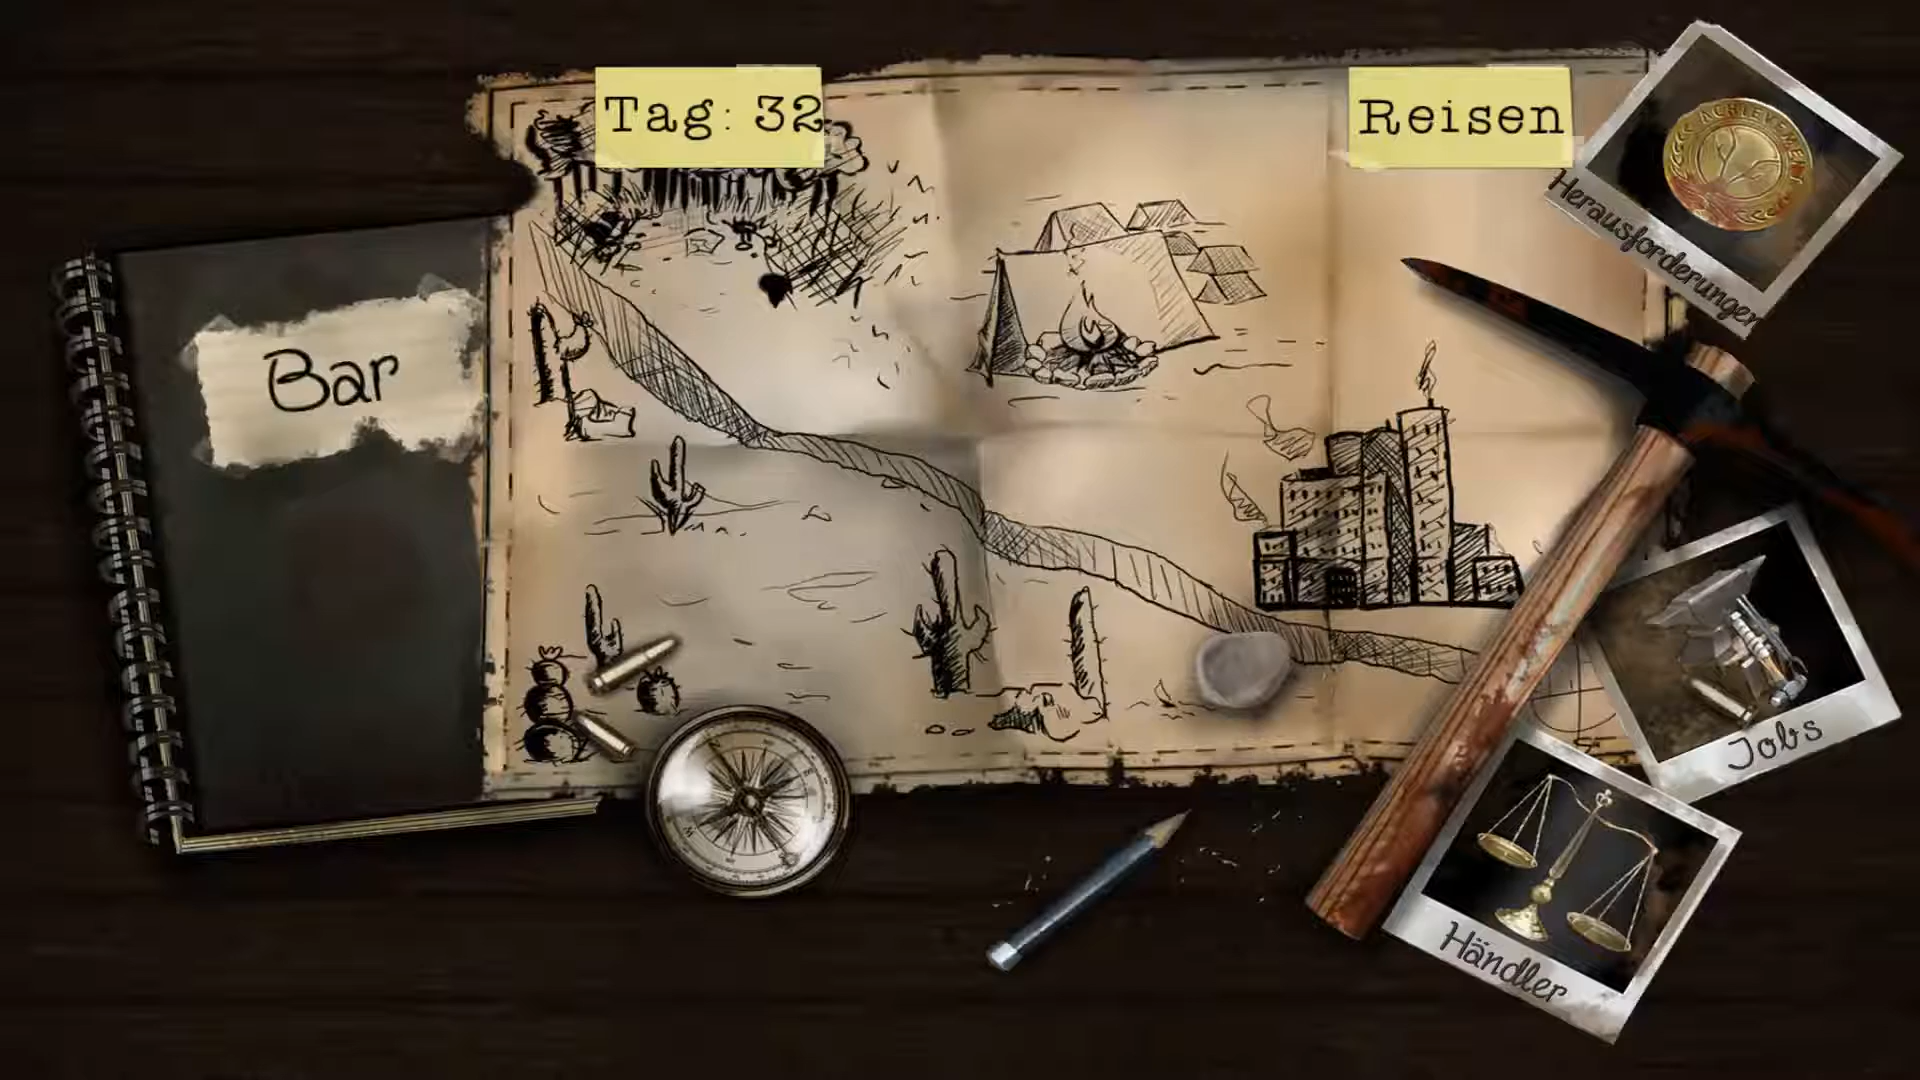 Tag: 32
Reisen
ACHIEVEMENT
Herausforderungen
Bar
Jobs
Händler